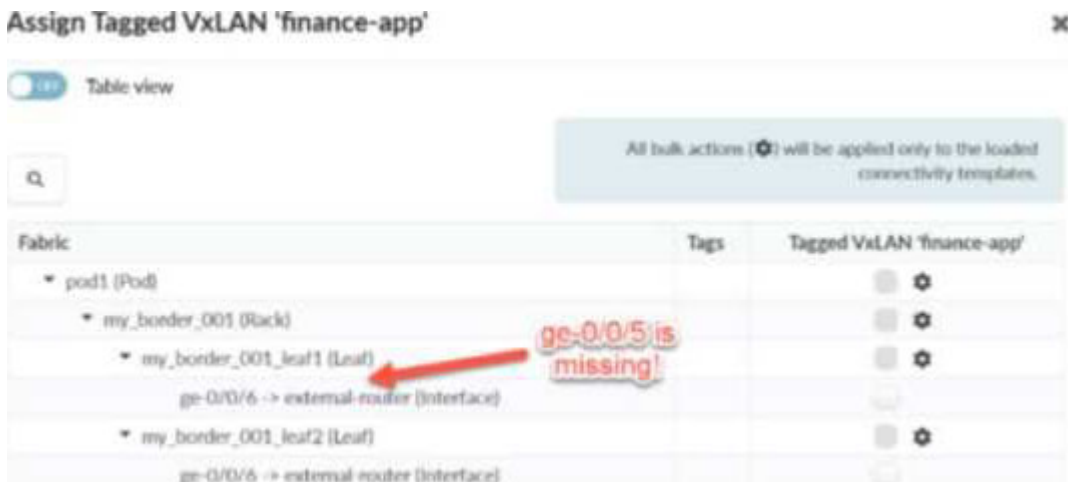 Assign Tagged VxLAN 'finance-app'
OFF Table view
All bulk actions ( ) will be applied only to the loaded
connectivity templates.
Fabric Tags Tagged VxLAN 'finance-app'
pod1 (Pod)
my_border_001 (Rack)
ge-0/0/5 is
missing!
my_border_001_leaf1 (Leaf)
ge-0/0/6 -> external-router (Interface)
my_border_001_leaf2 (Leaf)
ge-0/0/6 -> external-router (Interface)